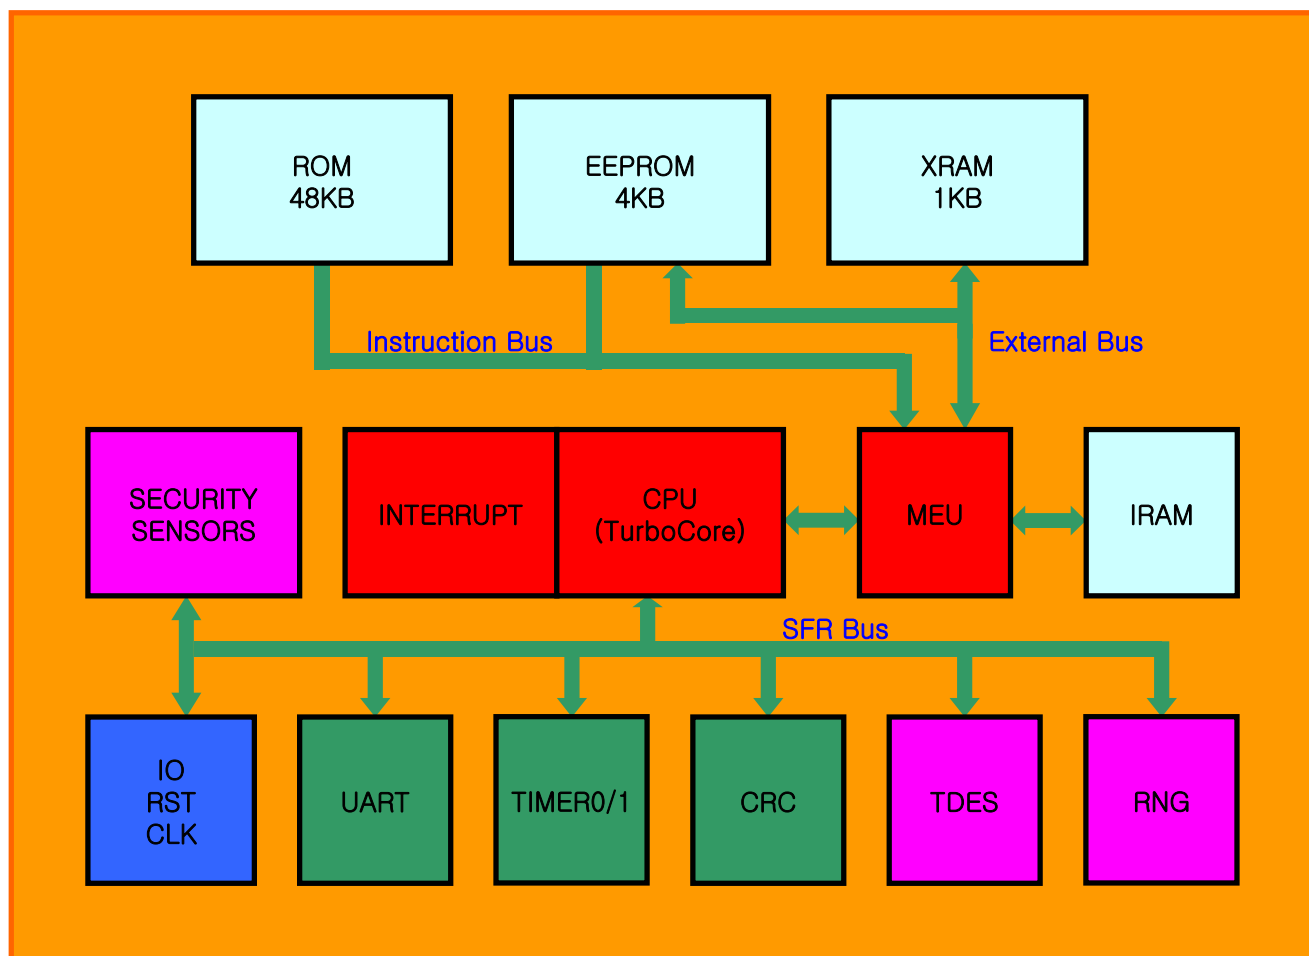 ROM
48KB
EEPROM
4KB
XRAM
1KB
Instruction Bus
External Bus
SECURITY
SENSORS
INTERRUPT
CPU
(TurboCore)
MEU
IRAM
SFR Bus
IO
RST
CLK
UART
TIMER0/1
CRC
TDES
RNG